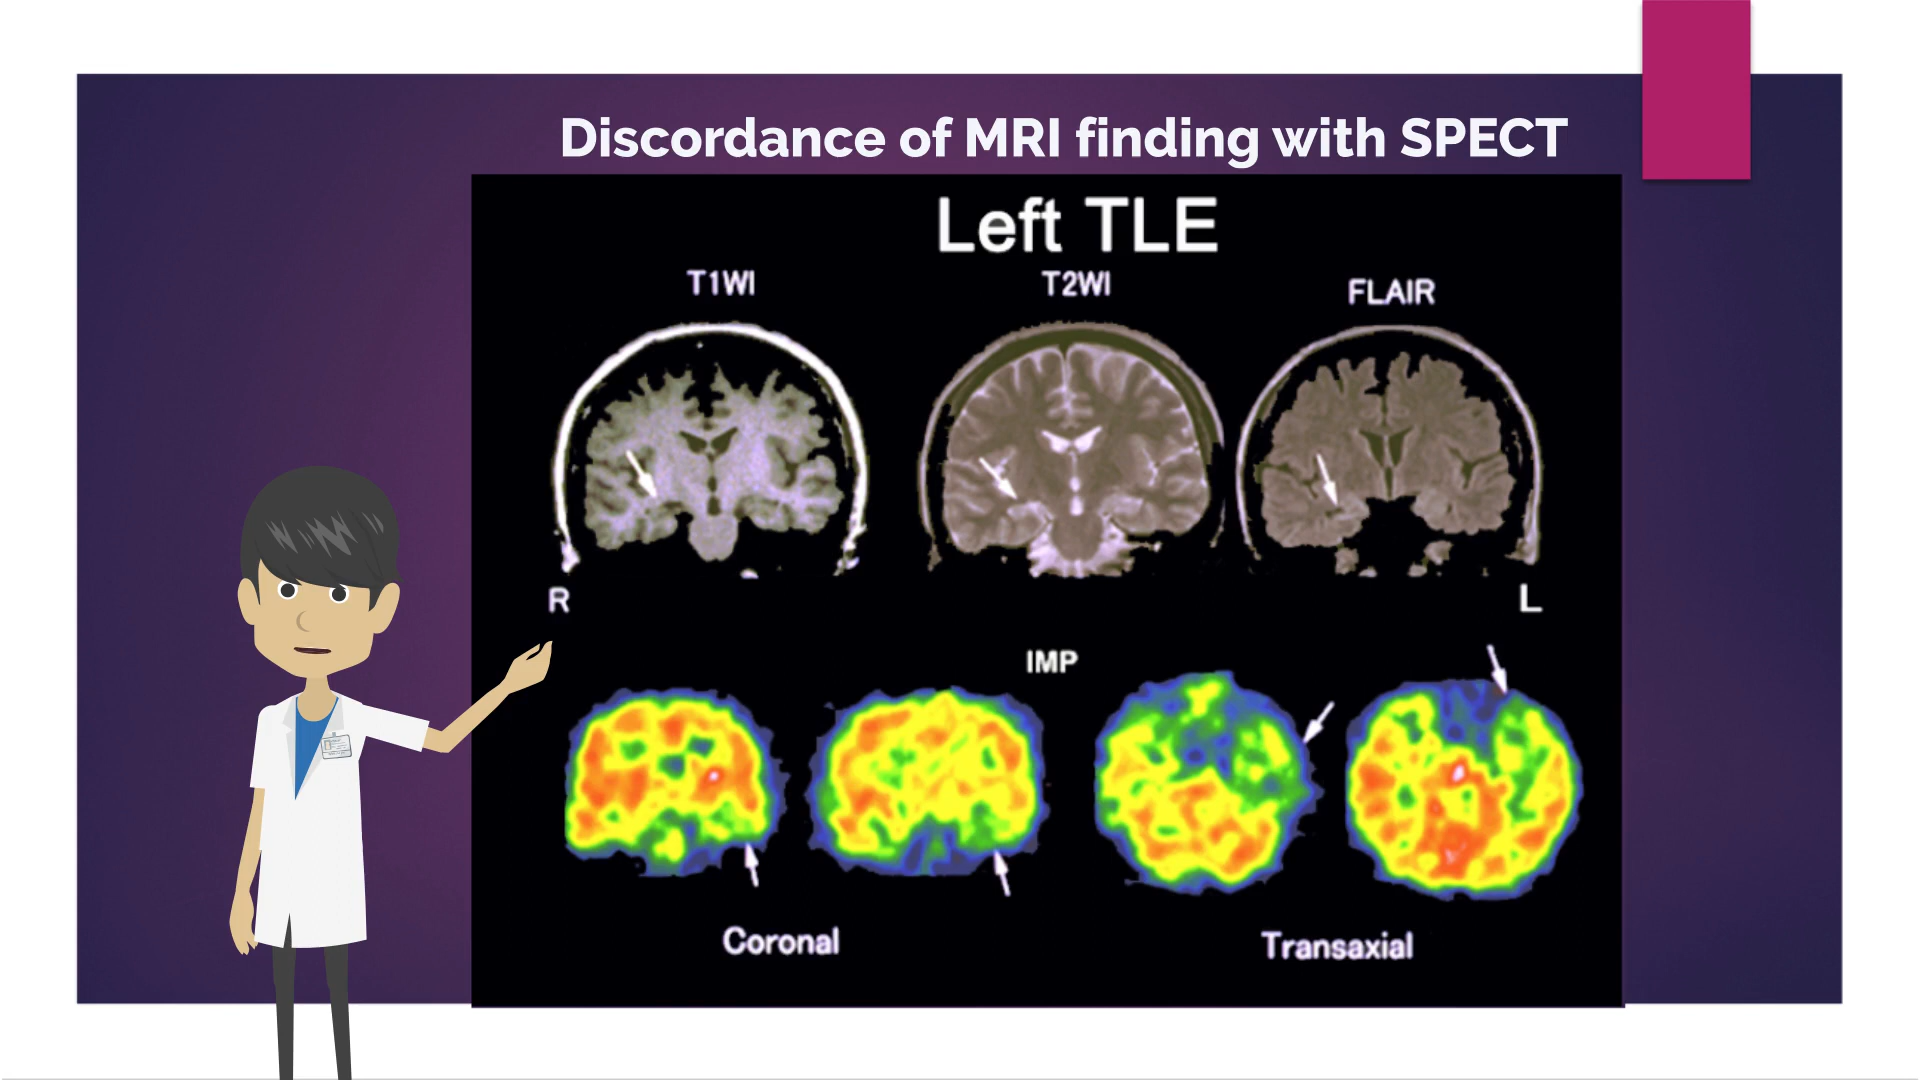 Discordance of MRI finding with SPECT
Left TLE
T1WI
T2WI
FLAIR
R
L
IMP
Coronal
Transaxial